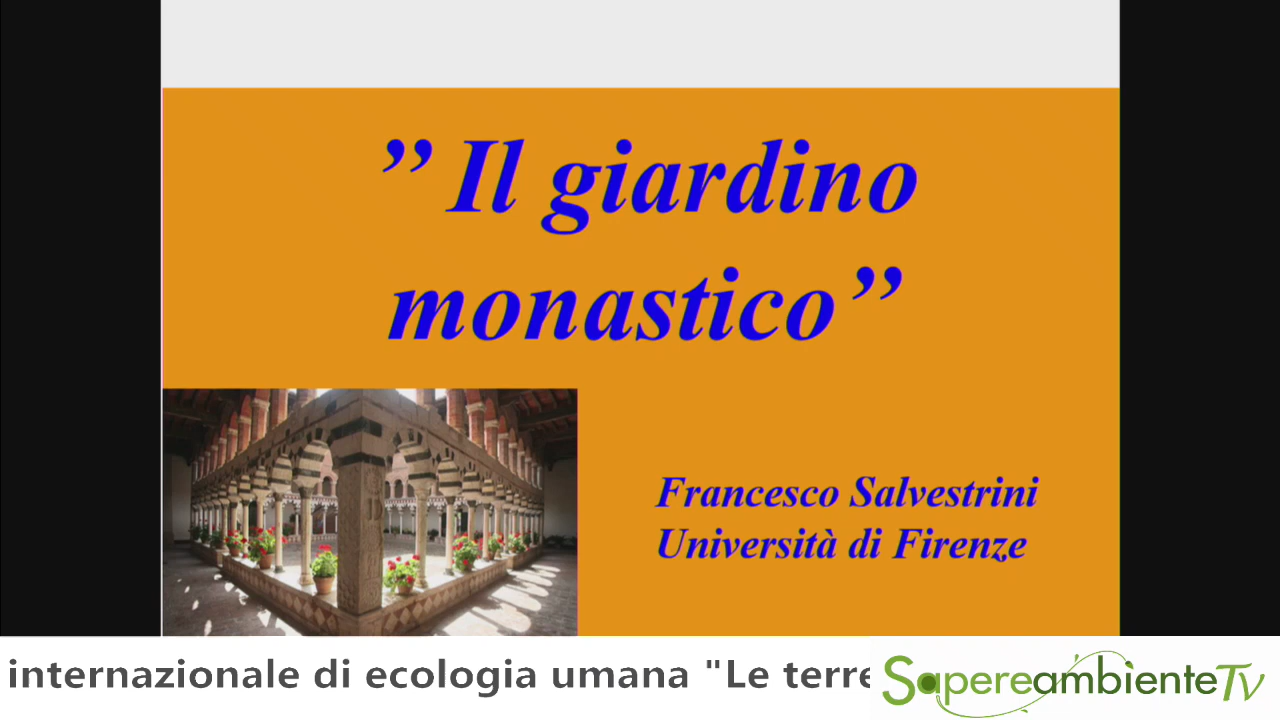 ” Il giardino
monastico”
Francesco Salvestrini
Università di Firenze
internazionale di ecologia umana "Le terre
SapereambienteTv